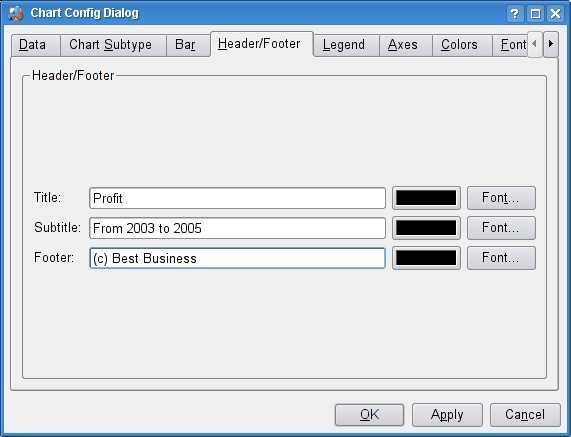 Chart Config Dialog
Data Chart Subtype Bar Header/Footer Legend Axes Colors Font
Header/Footer
Title: Profit Font...
Subtitle: From 2003 to 2005 Font...
Footer: (c) Best Business Font...
OK Apply Cancel